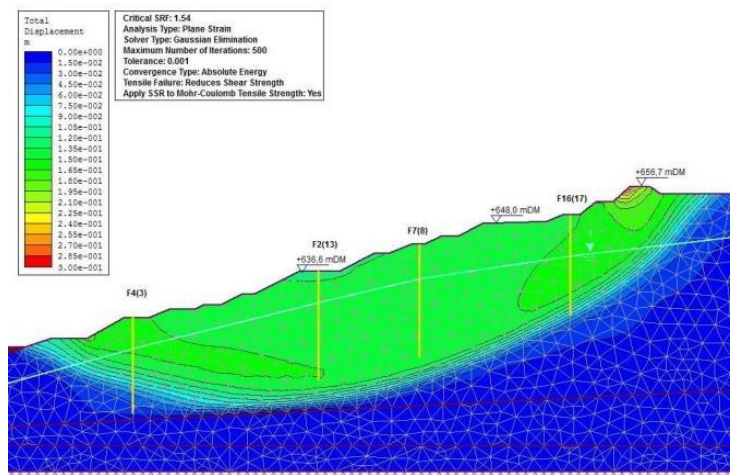 Total
Displacement
m
0.00e+000
1.50e-002
3.00e-002
4.50e-002
6.00e-002
7.50e-002
9.00e-002
1.05e-001
1.20e-001
1.35e-001
1.50e-001
1.65e-001
1.80e-001
1.95e-001
2.10e-001
2.25e-001
2.40e-001
2.55e-001
2.70e-001
2.85e-001
3.00e-001
Critical SRF: 1.54
Analysis Type: Plane Strain
Solver Type: Gaussian Elimination
Maximum Number of Iterations: 500
Tolerance: 0.001
Convergence Type: Absolute Energy
Tensile Failure: Reduces Shear Strength
Apply SSR to Mohr-Coulomb Tensile Strength: Yes
+656,7 mDM
F16(17)
+648,0 mDM
F7(8)
F2(13)
+636,6 mDM
F4(3)